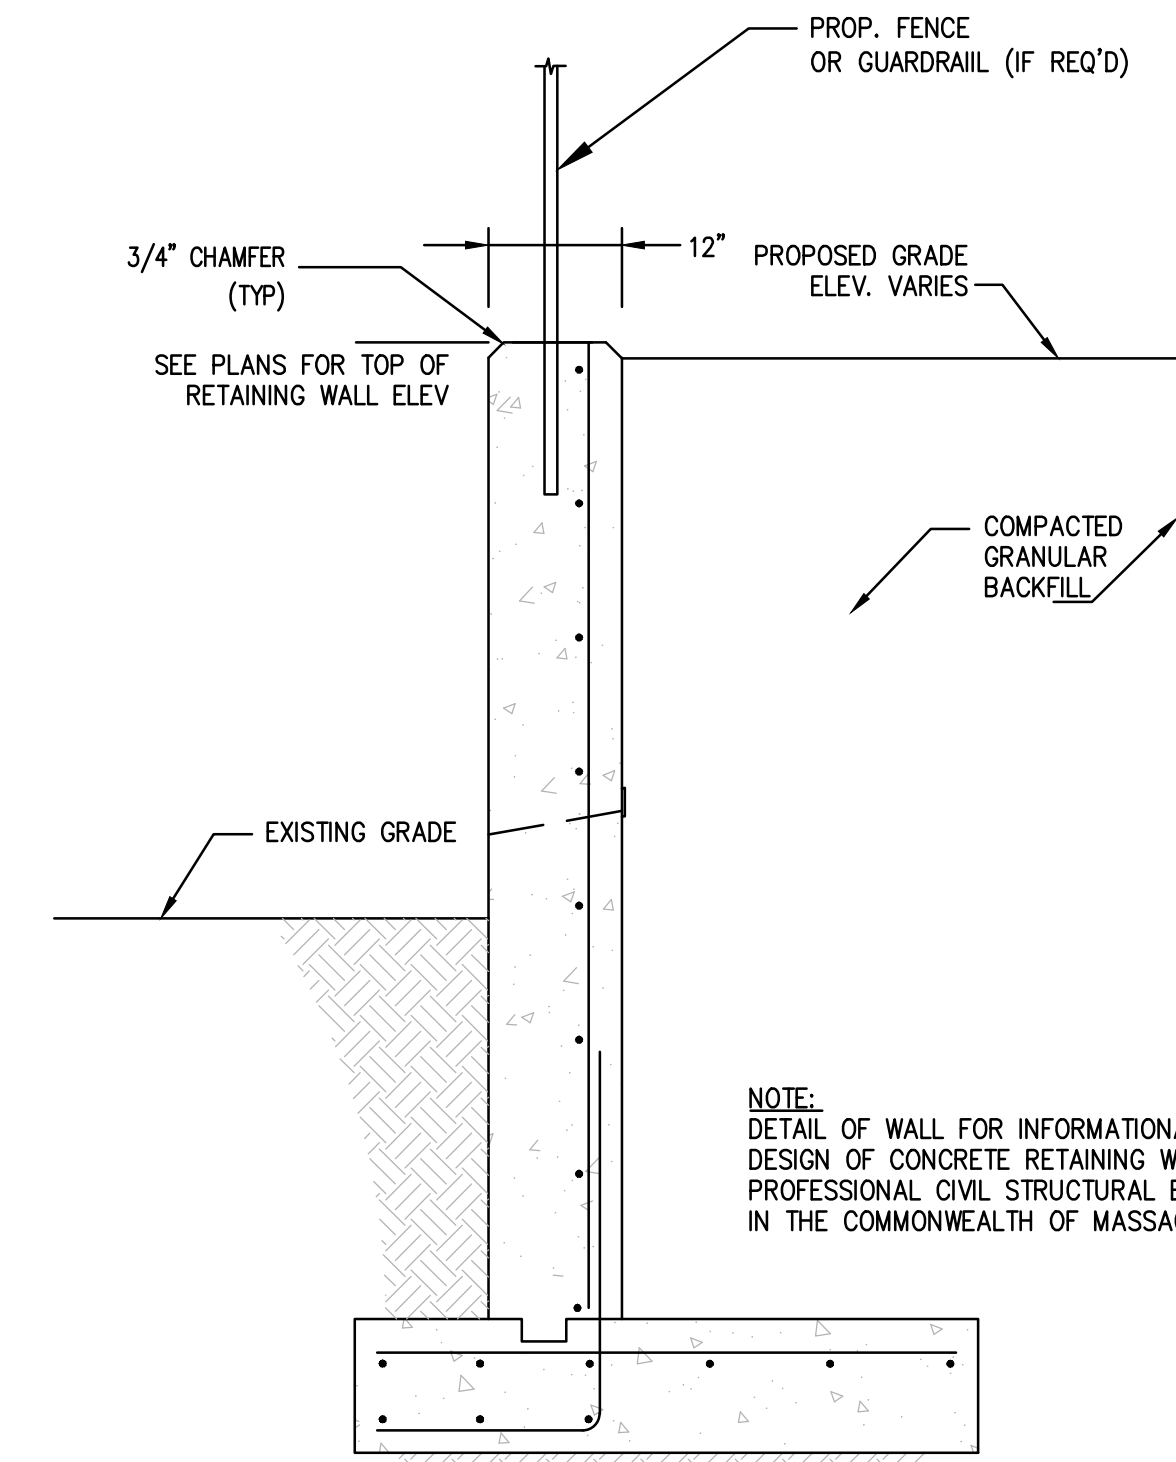 PROP. FENCE
OR GUARDRAIIL (IF REQ'D)
3/4" CHAMFER
(TYP)
12"
PROPOSED GRADE
ELEV. VARIES
SEE PLANS FOR TOP OF
RETAINING WALL ELEV
COMPACTED
GRANULAR
BACKFILL
EXISTING GRADE
NOTE:
DETAIL OF WALL FOR INFORMATIONA
DESIGN OF CONCRETE RETAINING W
PROFESSIONAL CIVIL STRUCTURAL E
IN THE COMMONWEALTH OF MASSA